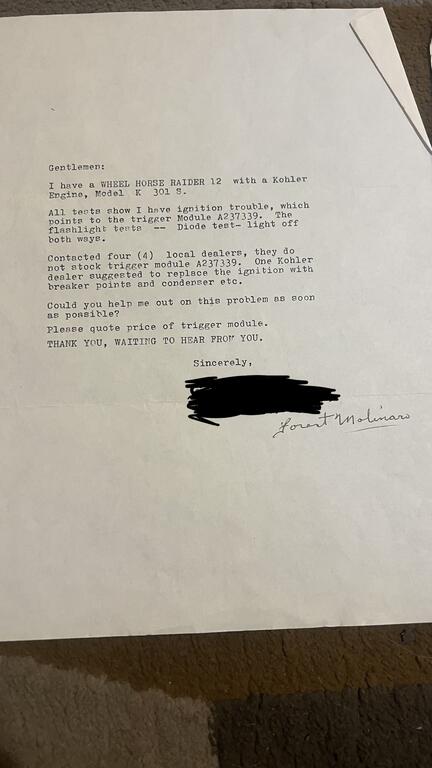 Gentlemen:
I have a WHEEL HORSE RAIDER 12 with a Kohler
Engine, Model K 301 S.
All tests show I have ignition trouble, which
points to the trigger Module A237339. The
flashlight tests -- Diode test- light off
both ways.
Contacted four (4) local dealers, they do
not stock trigger module A237339. One Kohler
dealer suggested to replace the ignition with
breaker points and condenser etc.
Could you help me out on this problem as soon
as possible?
Please quote price of trigger module.
THANK YOU, WAITING TO HEAR FROM YOU.
Sincerely,
Forest Molinaro